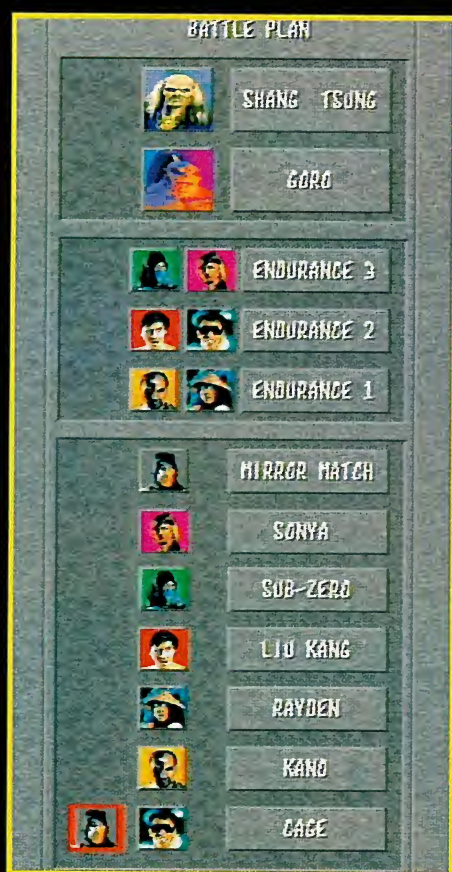 BATTLE PLAN
SHANG TSUNG
GORO
ENDURANCE 3
ENDURANCE 2
ENDURANCE 1
MIRROR MATCH
SONYA
SUB-ZERO
LIU KANG
RAYDEN
KANO
CAGE